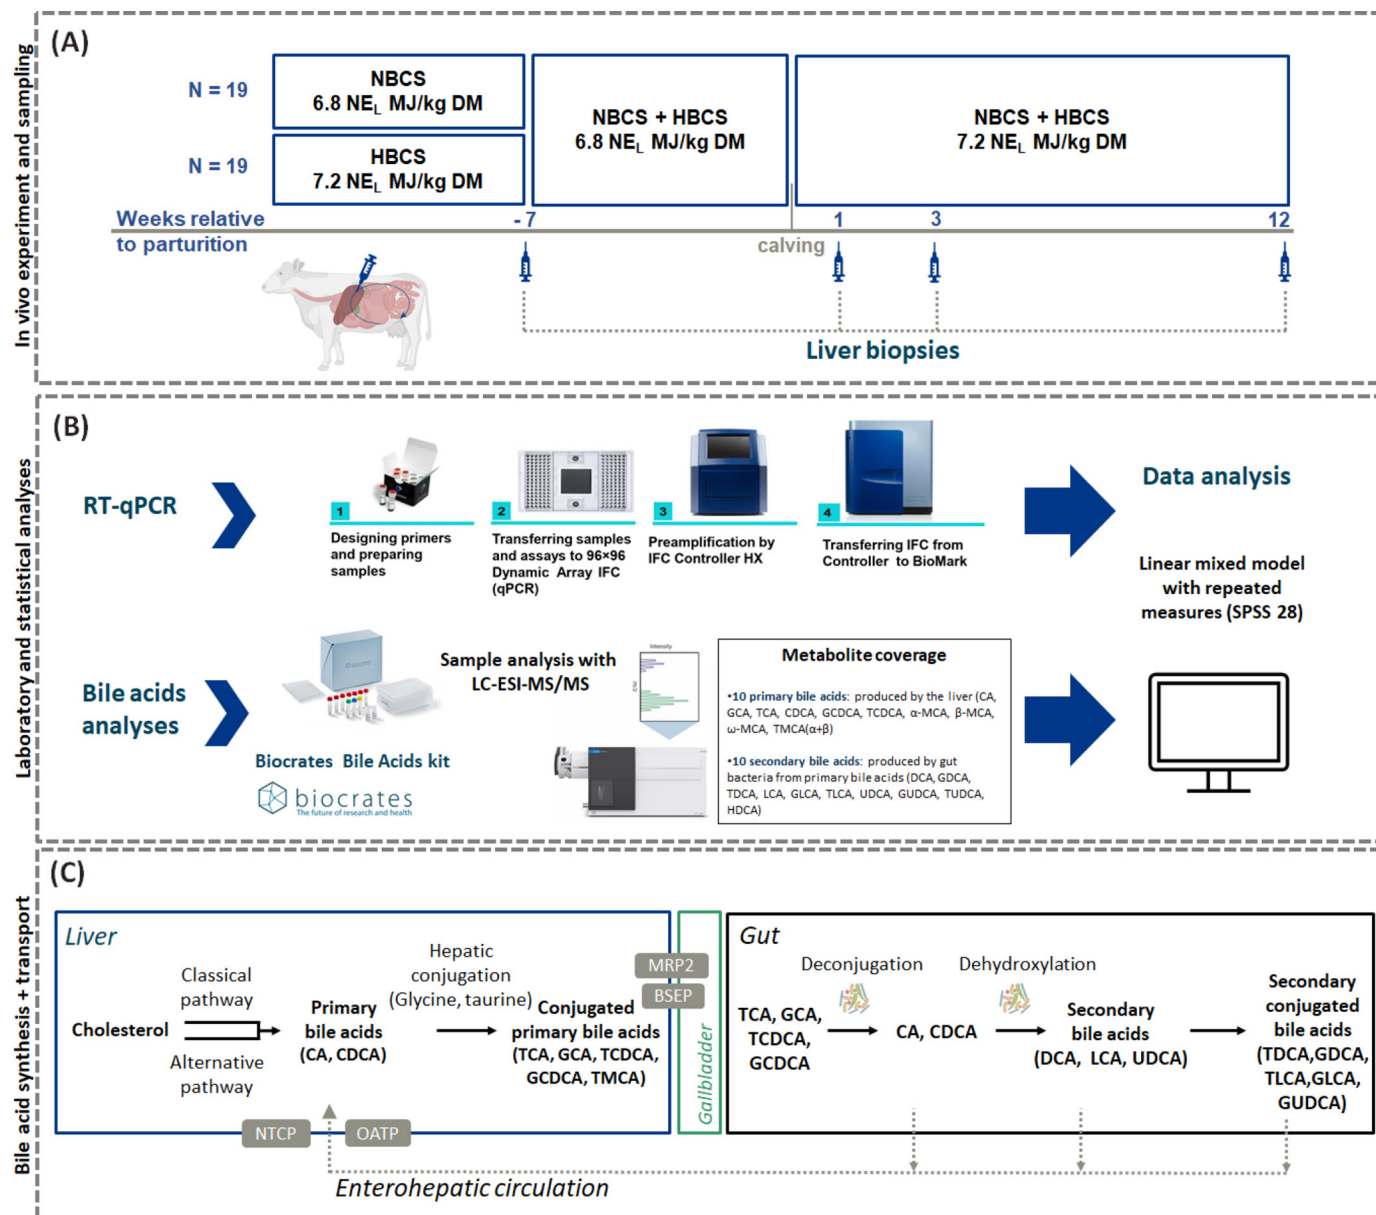 In vivo experiment and sampling
(A)
N = 19
NBCS
6.8 NEL MJ/kg DM
N = 19
HBCS
7.2 NEL MJ/kg DM
NBCS + HBCS
6.8 NEL MJ/kg DM
NBCS + HBCS
7.2 NEL MJ/kg DM
Weeks relative
to parturition
- 7
calving
1
3
12
Liver biopsies
Laboratory and statistical analyses
(B)
RT-qPCR
1
Designing primers
and preparing
samples
2
Transferring samples
and assays to 96×96
Dynamic Array IFC
(qPCR)
3
Preamplification by
IFC Controller HX
4
Transferring IFC from
Controller to BioMark
Data analysis
Linear mixed model
with repeated
measures (SPSS 28)
Bile acids
analyses
Biocrates Bile Acids kit
biocrates
The future of research and health
Sample analysis with
LC-ESI-MS/MS
Intensity
m/z
Metabolite coverage
•10 primary bile acids: produced by the liver (CA,
GCA, TCA, CDCA, GCDCA, TCDCA, α-MCA, β-MCA,
ω-MCA, TMCA(α+β)
•10 secondary bile acids: produced by gut
bacteria from primary bile acids (DCA, GDCA,
TDCA, LCA, GLCA, TLCA, UDCA, GUDCA, TUDCA,
HDCA)
Bile acid synthesis + transport
(C)
Liver
Cholesterol
Classical
pathway
Alternative
pathway
Primary
bile acids
(CA, CDCA)
Hepatic
conjugation
(Glycine, taurine)
Conjugated
primary bile acids
(TCA, GCA, TCDCA,
GCDCA, TMCA)
MRP2
BSEP
NTCP
OATP
Gallbladder
Gut
TCA, GCA,
TCDCA,
GCDCA
Deconjugation
CA, CDCA
Dehydroxylation
Secondary
bile acids
(DCA, LCA, UDCA)
Secondary
conjugated
bile acids
(TDCA,GDCA,
TLCA,GLCA,
GUDCA)
Enterohepatic circulation